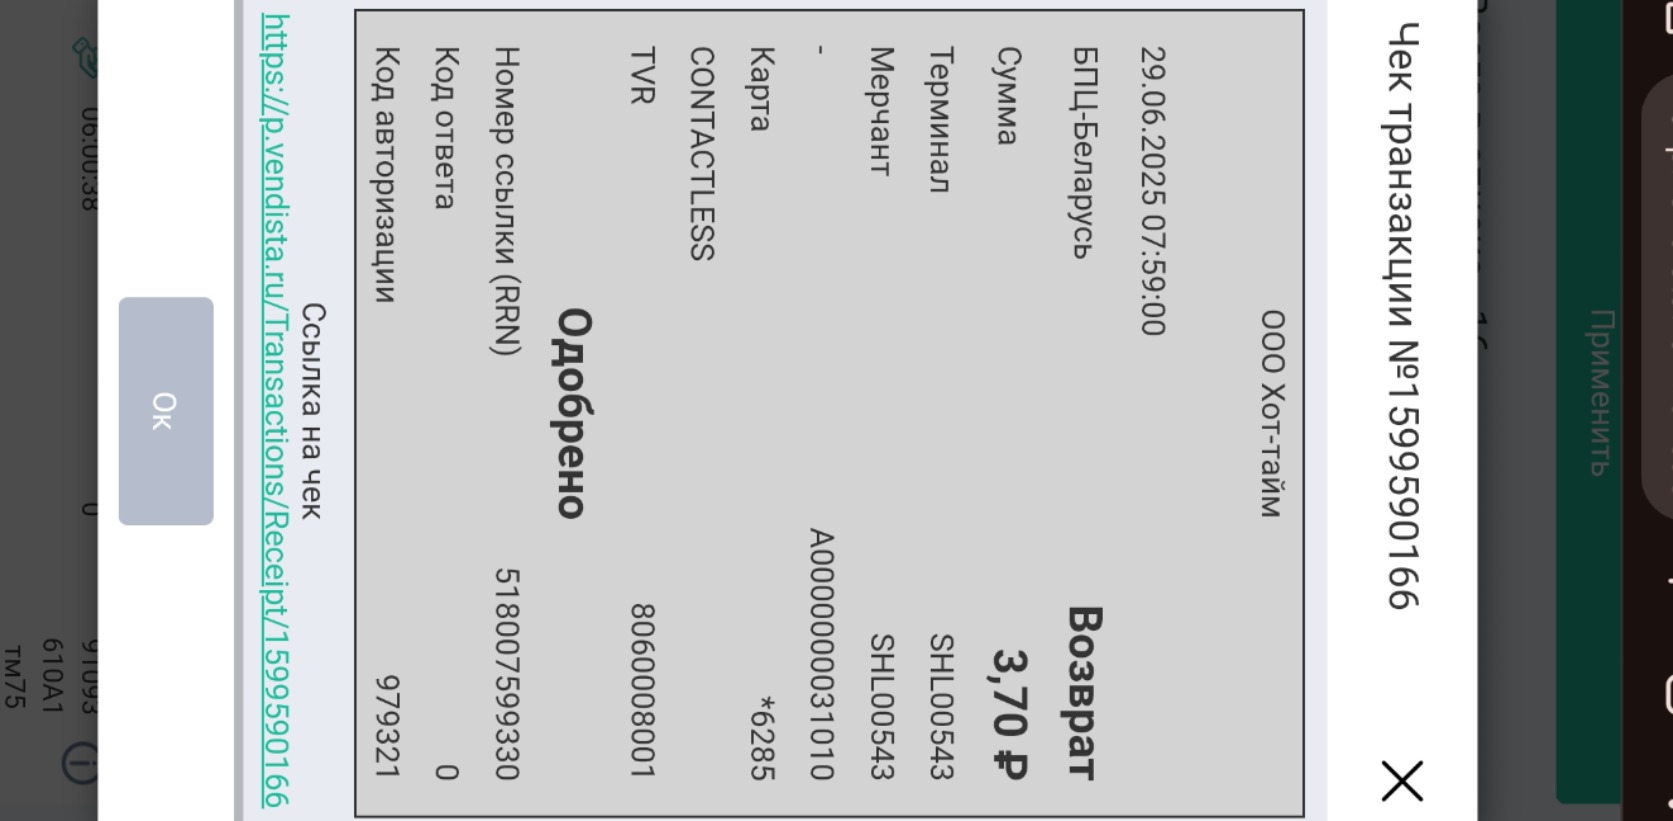 Применить
Чек транзакции №1599590166
ООО Хот-тайм
29.06.2025 07:59:00
БПЦ-Беларусь Возврат
Сумма 3,70 ₽
Терминал SHL00543
Мерчант SHL00543
- A0000000031010
Карта *6285
CONTACTLESS
TVR 8060008001
Одобрено
Номер ссылки (RRN) 518007599330
Код ответа 0
Код авторизации 979321
Ссылка на чек
https://p.vendista.ru/Transactions/Receipt/1599590166
Ок
06:00:38 0 91093
610A1
тм75